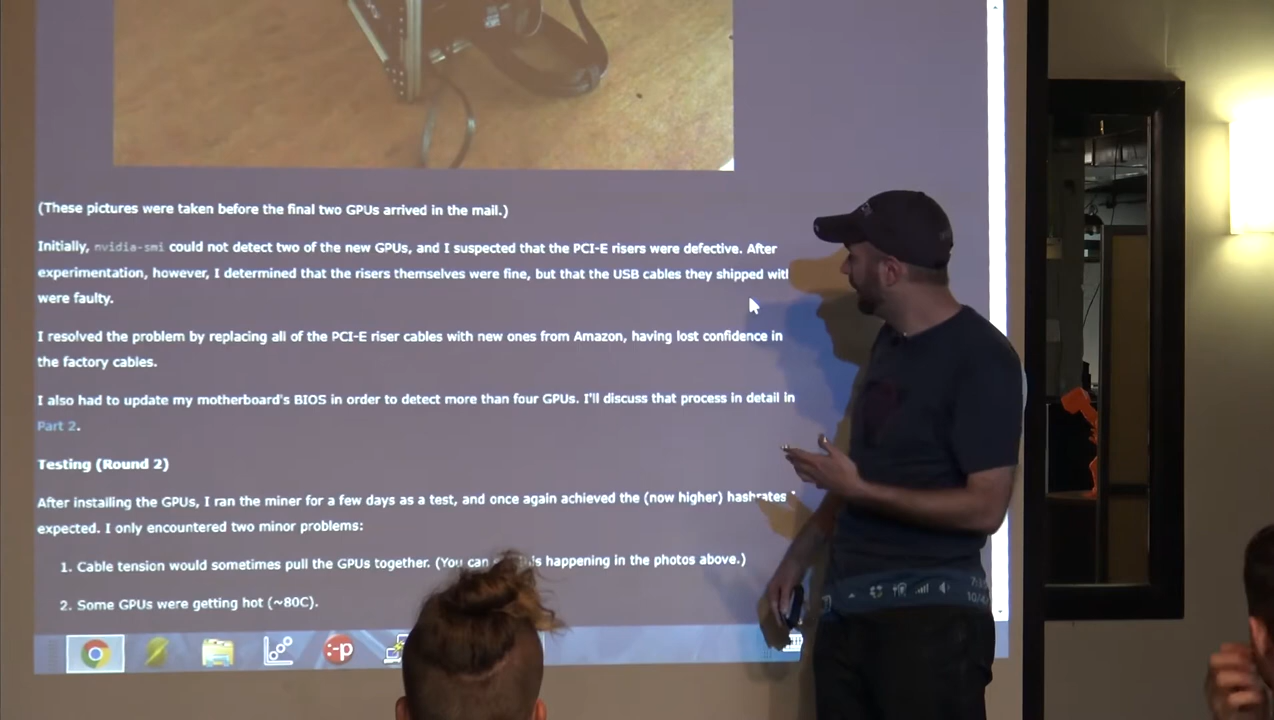 (These pictures were taken before the final two GPUs arrived in the mail.)
Initially, nvidia-smi could not detect two of the new GPUs, and I suspected that the PCI-E risers were defective. After
experimentation, however, I determined that the risers themselves were fine, but that the USB cables they shipped with
were faulty.
I resolved the problem by replacing all of the PCI-E riser cables with new ones from Amazon, having lost confidence in
the factory cables.
I also had to update my motherboard's BIOS in order to detect more than four GPUs. I'll discuss that process in detail in
Part 2.
Testing (Round 2)
After installing the GPUs, I ran the miner for a few days as a test, and once again achieved the (now higher) hashrates I
expected. I only encountered two minor problems:
1. Cable tension would sometimes pull the GPUs together. (You can happening in the photos above.)
2. Some GPUs were getting hot (~80C).
:-p